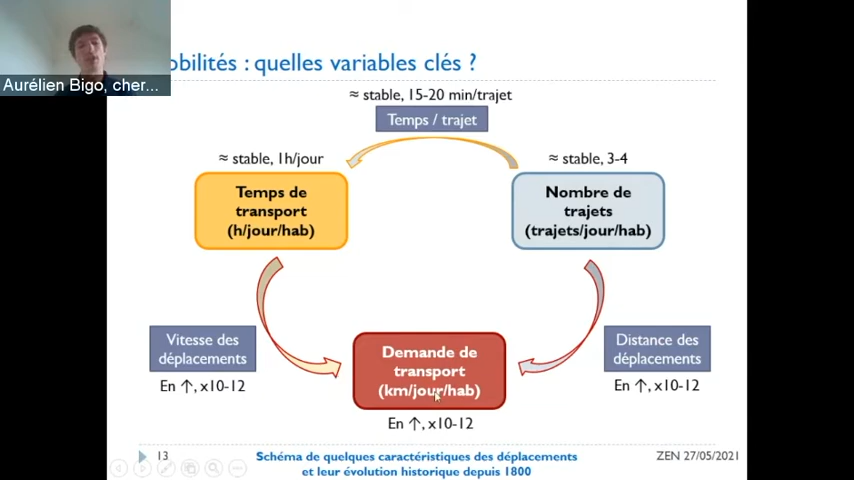 obilités : quelles variables clés ?
Aurélien Bigo, cher...
≈ stable, 15-20 min/trajet
Temps / trajet
≈ stable, 1h/jour
≈ stable, 3-4
Temps de
transport
(h/jour/hab)
Nombre de
trajets
(trajets/jour/hab)
Vitesse des
déplacements
En ↑, x10-12
Demande de
transport
(km/jour/hab)
En ↑, x10-12
Distance des
déplacements
En ↑, x10-12
13
Schéma de quelques caractéristiques des déplacements
et leur évolution historique depuis 1800
ZEN 27/05/2021